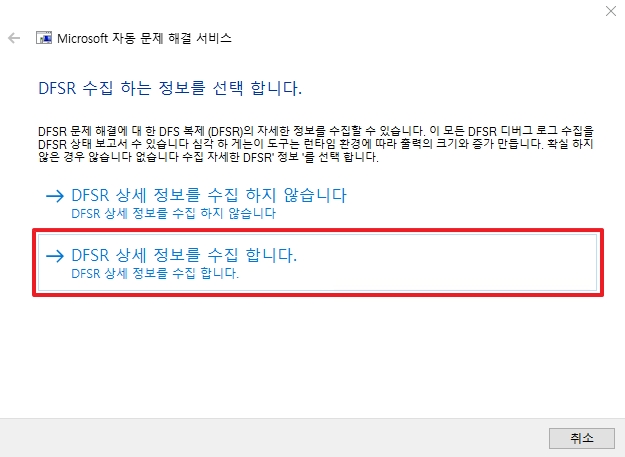 Microsoft 자동 문제 해결 서비스
DFSR 수집 하는 정보를 선택 합니다.
DFSR 문제 해결에 대 한 DFS 복제 (DFSR)의 자세한 정보를 수집할 수 있습니다. 이 모든 DFSR 디버그 로그 수집을
DFSR 상태 보고서 수 있습니다 심각 하 게는이 도구는 런타임 환경에 따라 출력의 크기와 증가 만듭니다. 확실 하지
않은 경우 않습니다 없습니다 수집 자세한 DFSR' 정보 '를 선택 합니다.
DFSR 상세 정보를 수집 하지 않습니다
DFSR 상세 정보를 수집 하지 않습니다
DFSR 상세 정보를 수집 합니다.
DFSR 상세 정보를 수집 합니다.
취소